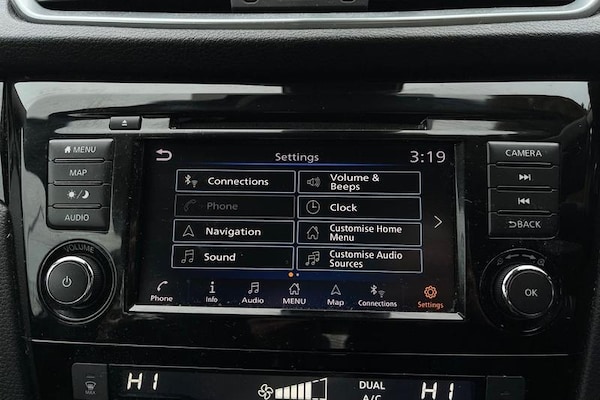 Settings
3:19
Connections
Volume &
Beeps
Phone
Clock
Navigation
Customise Home
Menu
Sound
Customise Audio
Sources
Phone
Info
Audio
MENU
Map
Connections
Settings
MENU
MAP
AUDIO
VOLUME
CAMERA
BACK
OK
MAX
HI
DUAL
A/C
HI